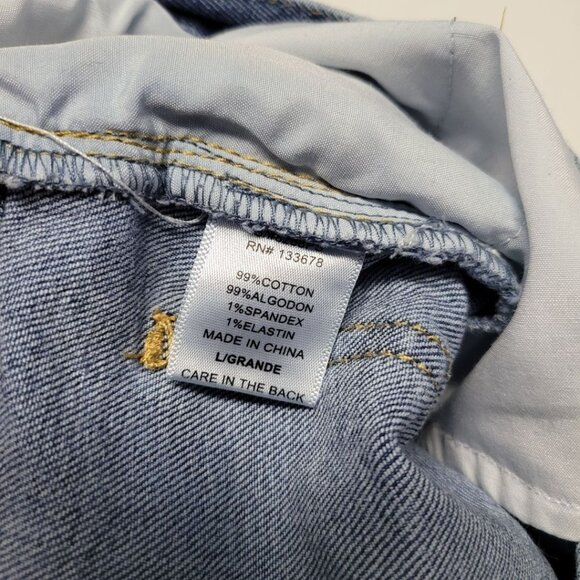 RN# 133678
99%COTTON
99%ALGODON
1%SPANDEX
1%ELASTIN
MADE IN CHINA
L/GRANDE
CARE IN THE BACK